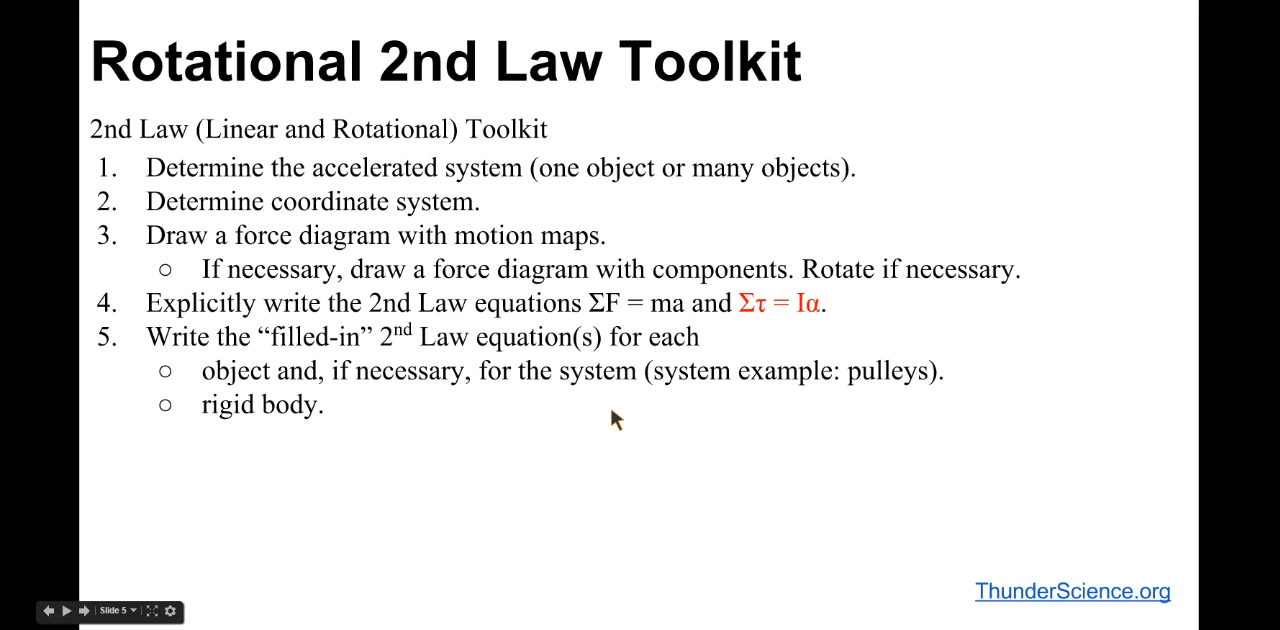 Rotational 2nd Law Toolkit
2nd Law (Linear and Rotational) Toolkit
1. Determine the accelerated system (one object or many objects).
2. Determine coordinate system.
3. Draw a force diagram with motion maps.
○ If necessary, draw a force diagram with components. Rotate if necessary.
4. Explicitly write the 2nd Law equations ΣF = ma and Στ = Iα.
5. Write the “filled-in” 2nd Law equation(s) for each
○ object and, if necessary, for the system (system example: pulleys).
○ rigid body.
ThunderScience.org
Slide 5